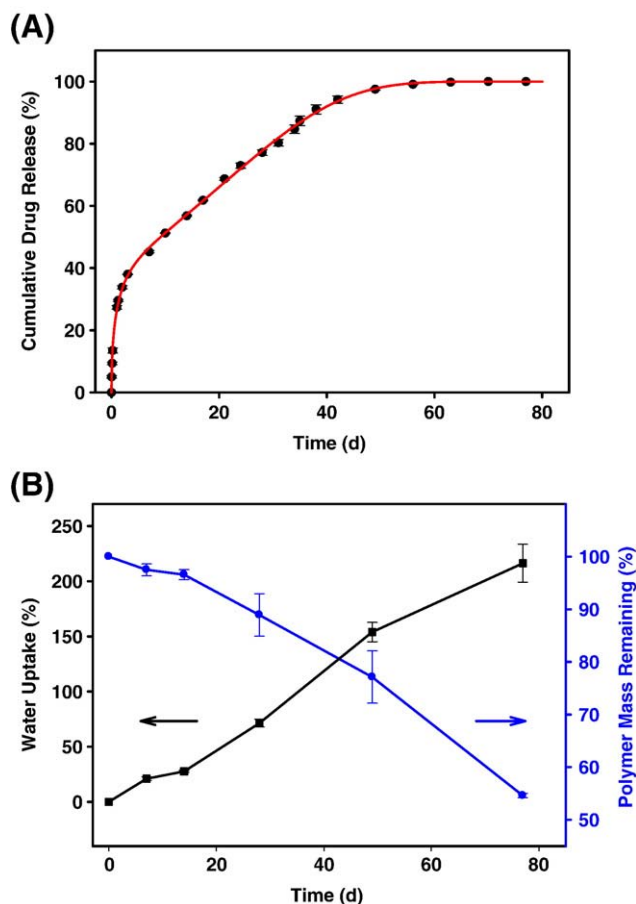 (A)
Cumulative Drug Release (%)
100
80
60
40
20
0
0 20 40 60 80
Time (d)
(B)
Water Uptake (%)
250
200
150
100
50
0
100
90
80
70
60
50
Polymer Mass Remaining (%)
0 20 40 60 80
Time (d)